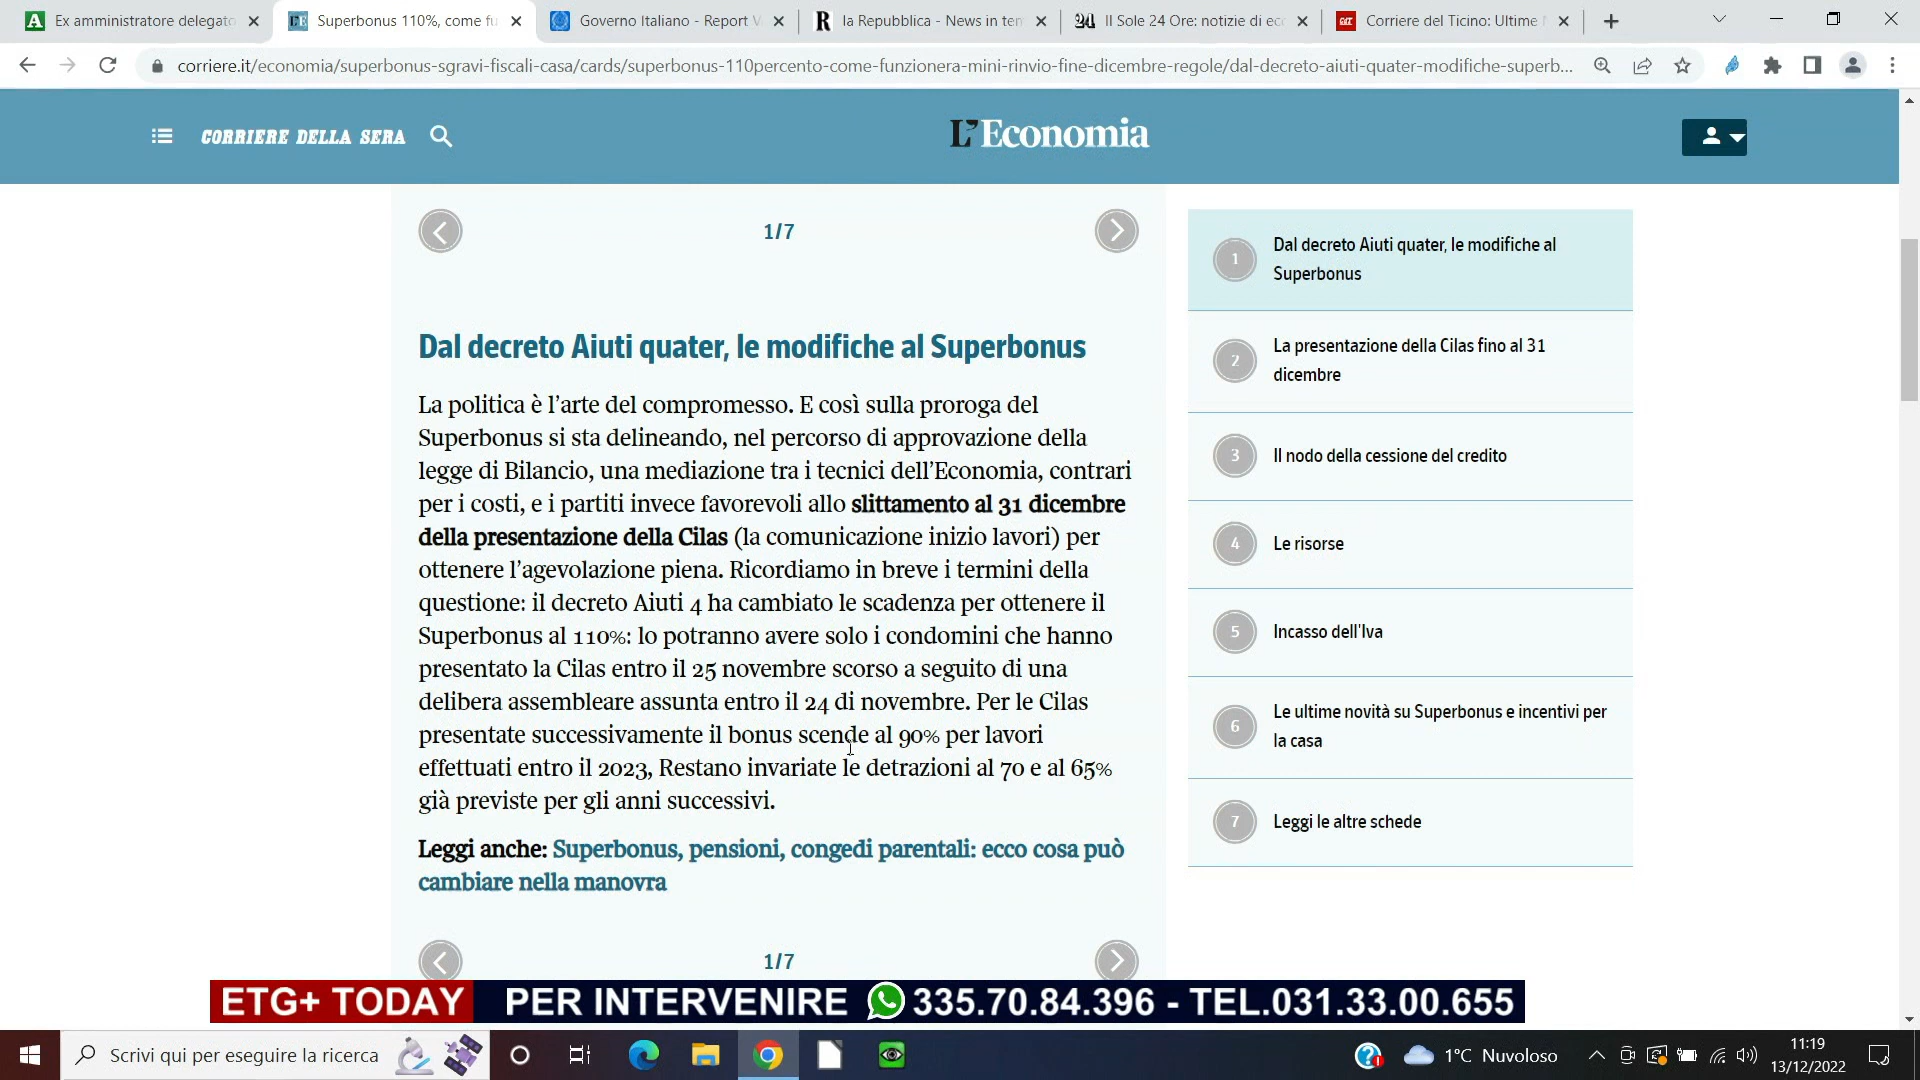 Ex amministratore delegato
Superbonus 110%, come fu
Governo Italiano - Report V
R la Repubblica - News in tem
24 Il Sole 24 Ore: notizie di ec
CdT Corriere del Ticino: Ultime
corriere.it/economia/superbonus-sgravi-fiscali-casa/cards/superbonus-110percento-come-funzionera-mini-rinvio-fine-dicembre-regole/dal-decreto-aiuti-quater-modifiche-superb...
CORRIERE DELLA SERA
L'Economia
1/7
Dal decreto Aiuti quater, le modifiche al Superbonus
La politica è l'arte del compromesso. E così sulla proroga del
Superbonus si sta delineando, nel percorso di approvazione della
legge di Bilancio, una mediazione tra i tecnici dell'Economia, contrari
per i costi, e i partiti invece favorevoli allo slittamento al 31 dicembre
della presentazione della Cilas (la comunicazione inizio lavori) per
ottenere l'agevolazione piena. Ricordiamo in breve i termini della
questione: il decreto Aiuti 4 ha cambiato le scadenza per ottenere il
Superbonus al 110%: lo potranno avere solo i condomini che hanno
presentato la Cilas entro il 25 novembre scorso a seguito di una
delibera assembleare assunta entro il 24 di novembre. Per le Cilas
presentate successivamente il bonus scende al 90% per lavori
effettuati entro il 2023, Restano invariate le detrazioni al 70 e al 65%
già previste per gli anni successivi.
Leggi anche: Superbonus, pensioni, congedi parentali: ecco cosa può
cambiare nella manovra
1/7
1 Dal decreto Aiuti quater, le modifiche al
Superbonus
2 La presentazione della Cilas fino al 31
dicembre
3 Il nodo della cessione del credito
4 Le risorse
5 Incasso dell'Iva
6 Le ultime novità su Superbonus e incentivi per
la casa
7 Leggi le altre schede
ETG+ TODAY PER INTERVENIRE 335.70.84.396 - TEL.031.33.00.655
Scrivi qui per eseguire la ricerca
1°C Nuvoloso
11:19
13/12/2022